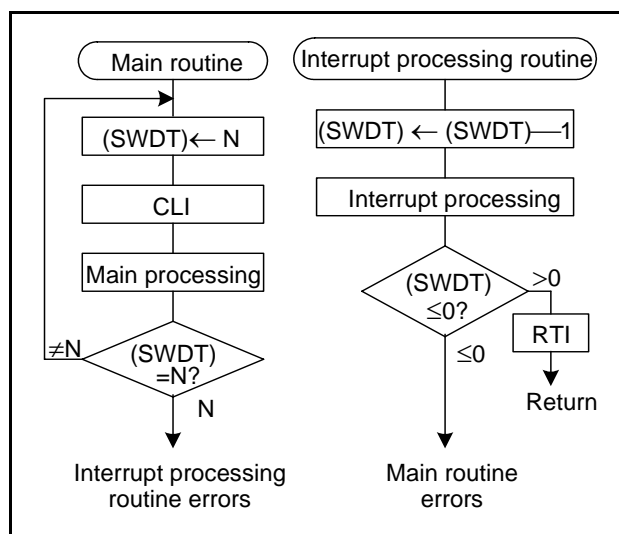 Main routine
(SWDT)← N
CLI
Main processing
≠N
(SWDT)
=N?
N
Interrupt processing
routine errors
Interrupt processing routine
(SWDT) ← (SWDT)—1
Interrupt processing
(SWDT)
≤0?
>0
≤0
RTI
Return
Main routine
errors